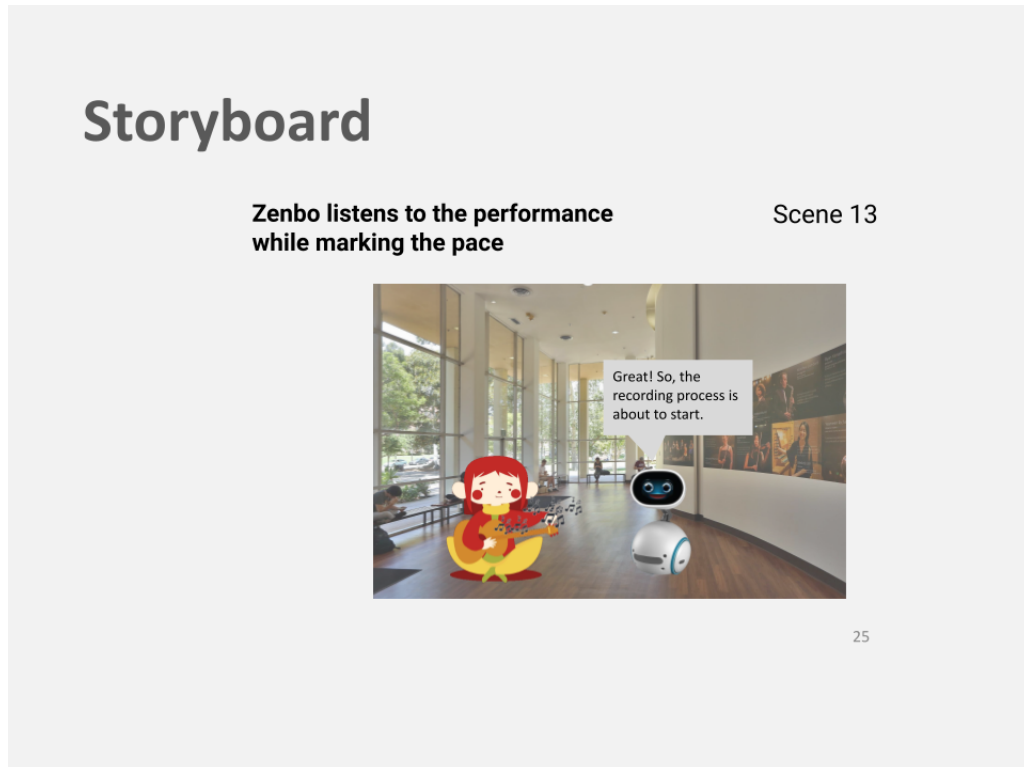 Storyboard
Zenbo listens to the performance
while marking the pace
Scene 13
Great! So, the
recording process is
about to start.
25